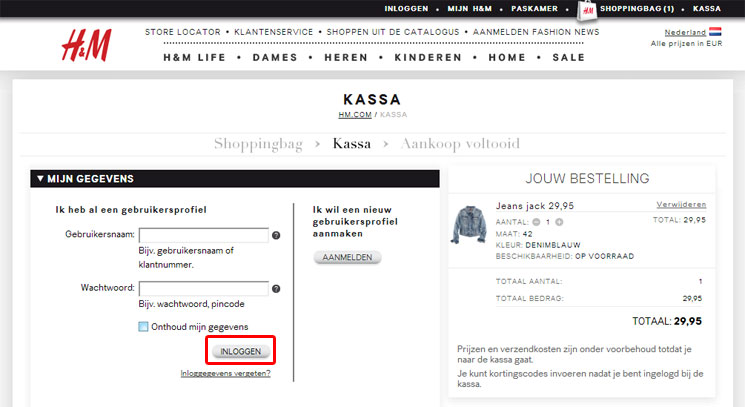 INLOGGEN • MIJN H&M • PASKAMER • SHOPPINGBAG (1) • KASSA
H&M
STORE LOCATOR • KLANTENSERVICE • SHOPPEN UIT DE CATALOGUS • AANMELDEN FASHION NEWS
Nederland
Alle prijzen in EUR
H&M LIFE • DAMES • HEREN • KINDEREN • HOME • SALE
KASSA
HM.COM / KASSA
Shoppingbag > Kassa > Aankoop voltooid
▼ MIJN GEGEVENS
Ik heb al een gebruikersprofiel
Gebruikersnaam: ?
Bijv. gebruikersnaam of
klantnummer.
Wachtwoord: ?
Bijv. wachtwoord, pincode
Onthoud mijn gegevens
INLOGGEN
Inloggegevens vergeten?
Ik wil een nieuw
gebruikersprofiel
aanmaken
AANMELDEN
JOUW BESTELLING
Jeans jack 29,95 Verwijderen
AANTAL: - 1 + TOTAL: 29,95
MAAT: 42
KLEUR: DENIMBLAUW
BESCHIKBAARHEID: OP VOORRAAD
TOTAAL AANTAL: 1
TOTAAL BEDRAG: 29,95
TOTAAL: 29,95
Prijzen en verzendkosten zijn onder voorbehoud totdat je
naar de kassa gaat.
Je kunt kortingscodes invoeren nadat je bent ingelogd bij de
kassa.